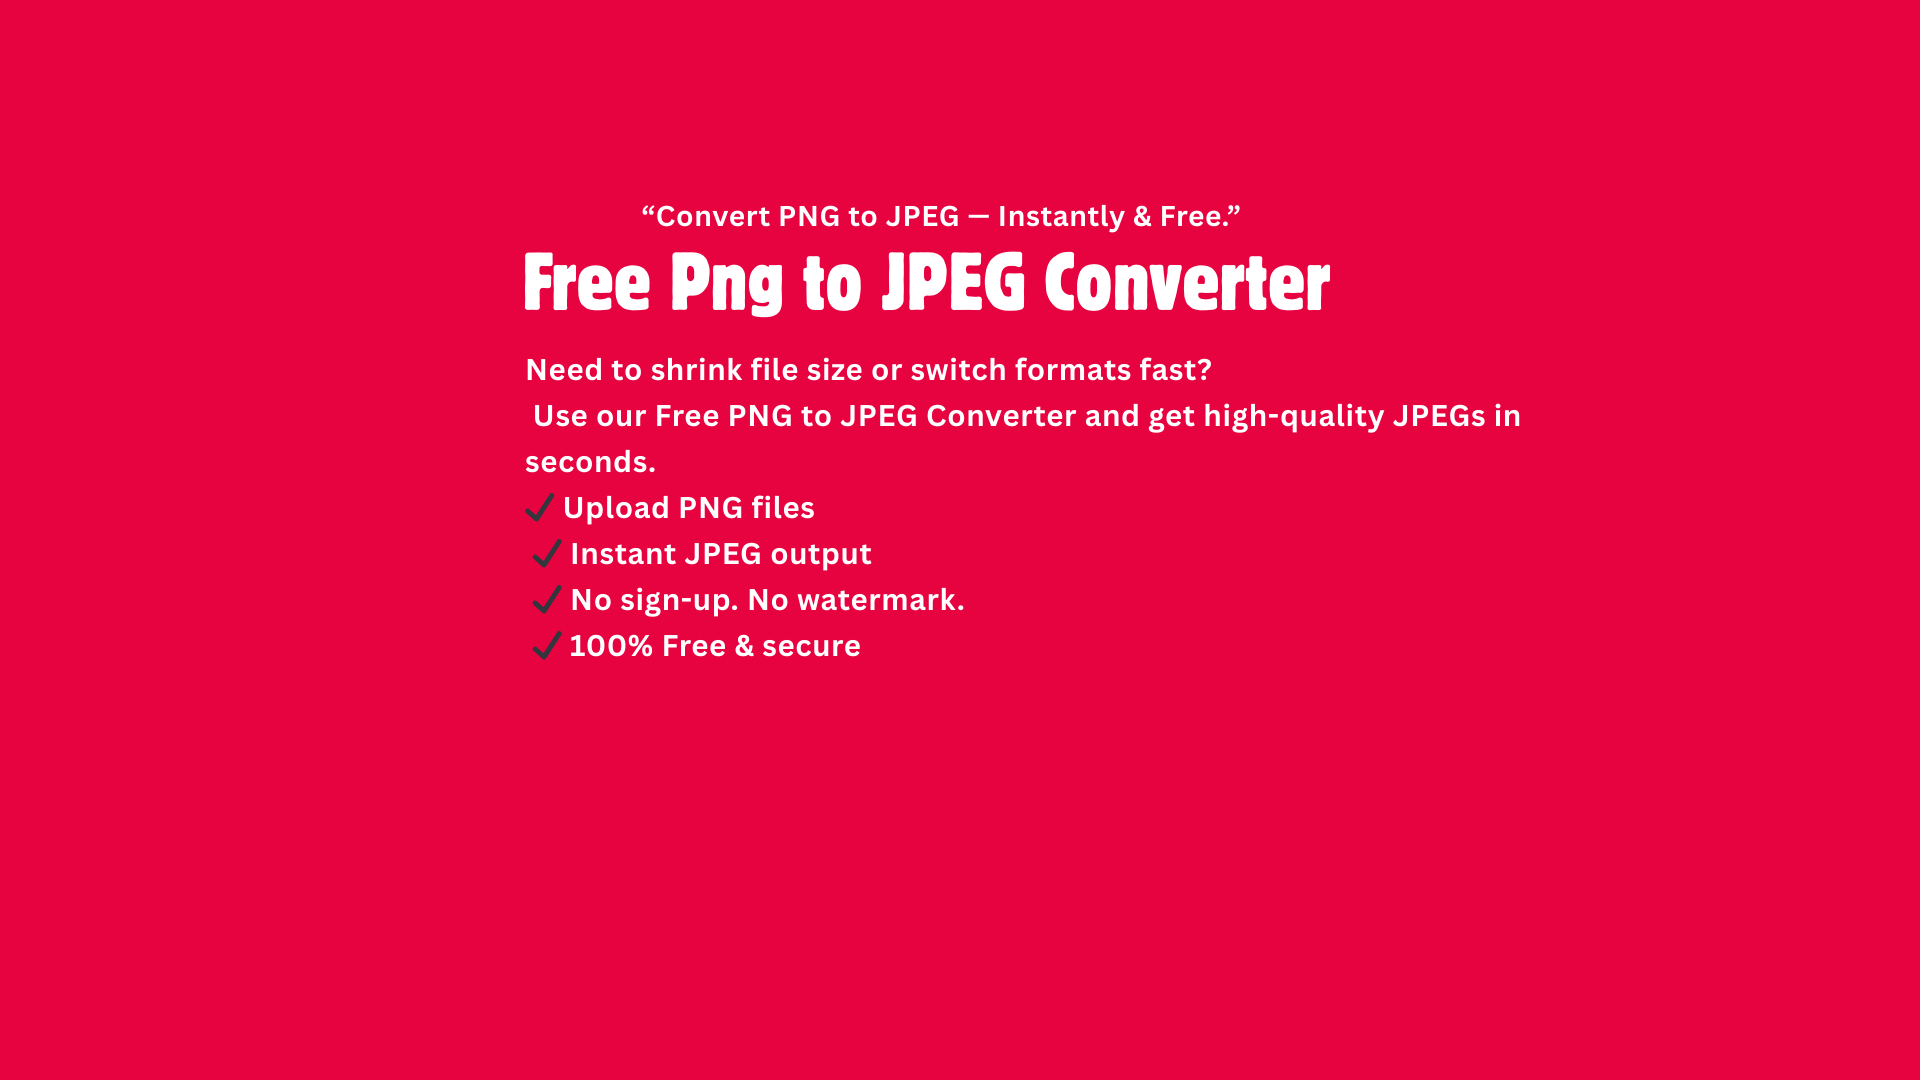 “Convert PNG to JPEG — Instantly & Free.”
Free Png to JPEG Converter
Need to shrink file size or switch formats fast?
Use our Free PNG to JPEG Converter and get high-quality JPEGs in
seconds.
✔ Upload PNG files
✔ Instant JPEG output
✔ No sign-up. No watermark.
✔ 100% Free & secure